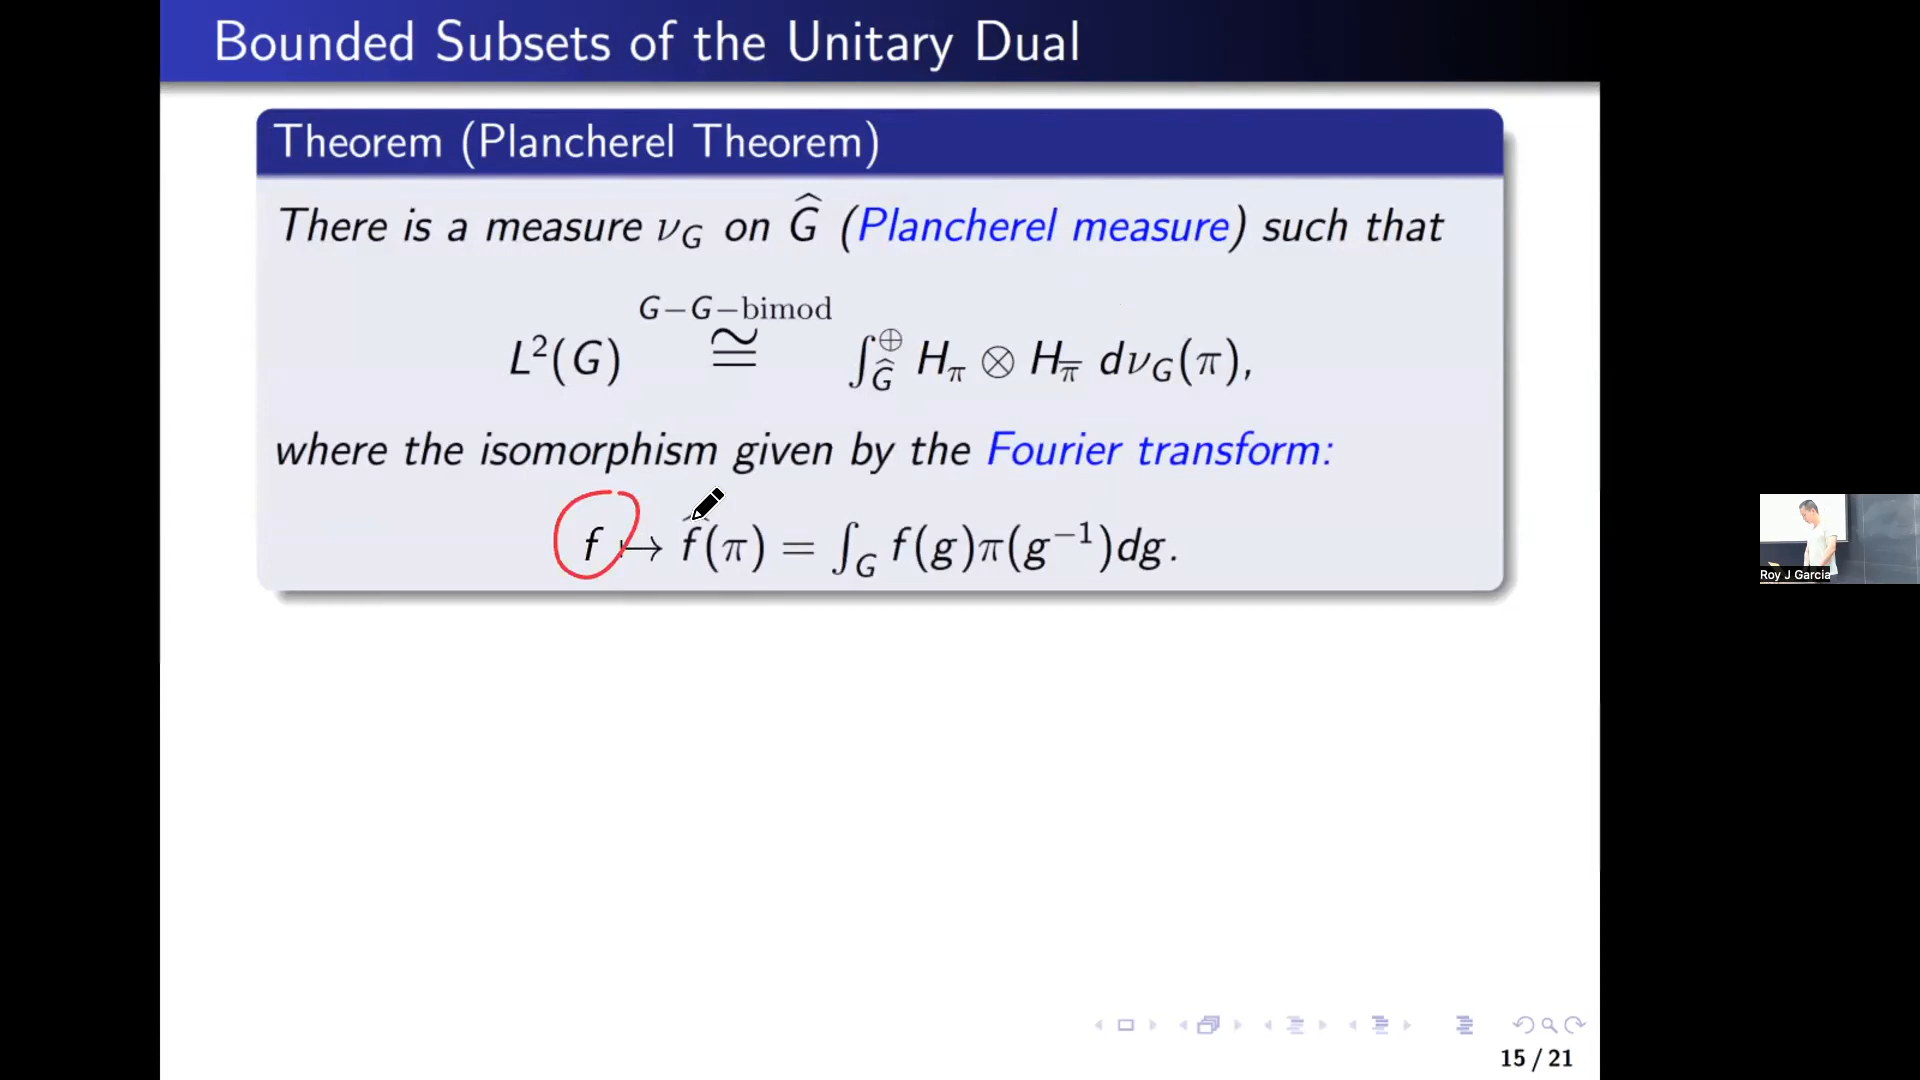 Bounded Subsets of the Unitary Dual
Theorem (Plancherel Theorem)
There is a measure ν_G on Ĝ (Plancherel measure) such that
L²(G) ≅^{G−G−bimod} ∫^⊕_Ĝ H_π ⊗ H_π̅ dν_G(π),
where the isomorphism given by the Fourier transform:
f ↦ f̂(π) = ∫_G f(g)π(g⁻¹)dg.
Roy J Garcia
15 / 21